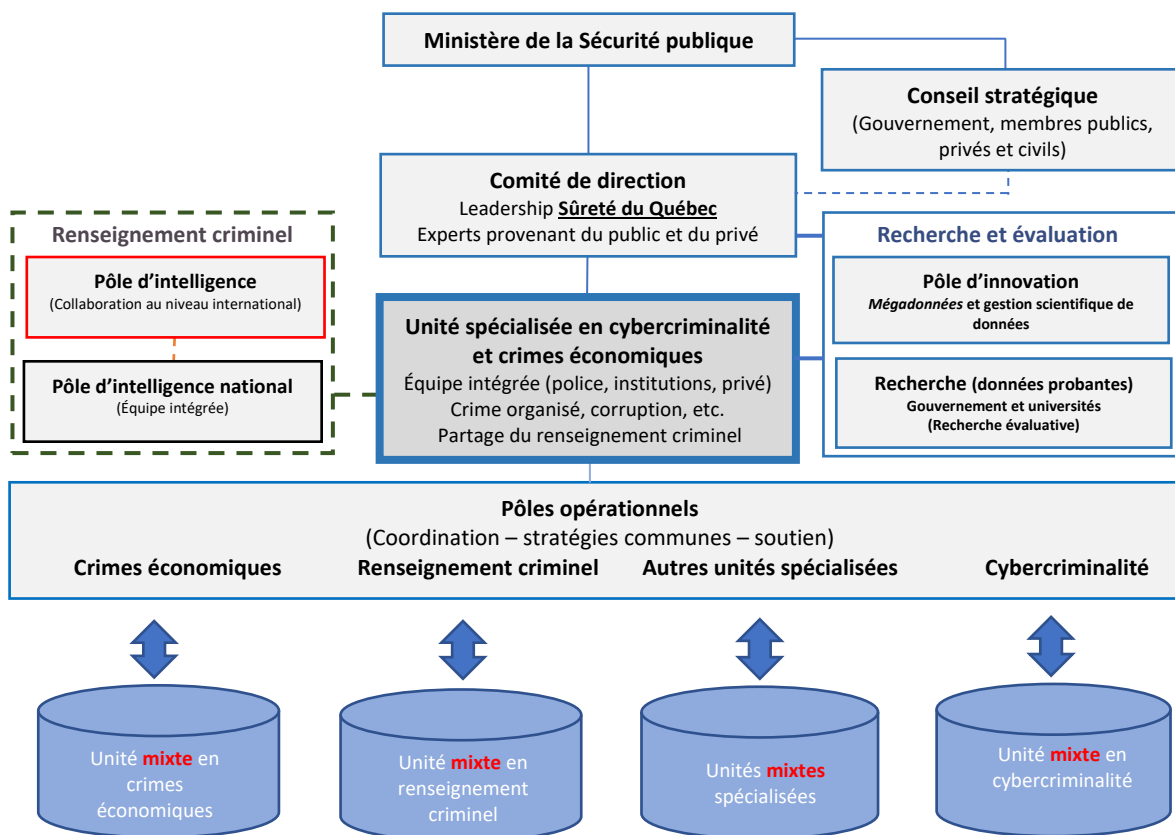 Ministère de la Sécurité publique
Conseil stratégique
(Gouvernement, membres publics,
privés et civils)
Comité de direction
Leadership Sûreté du Québec
Experts provenant du public et du privé
Renseignement criminel
Pôle d’intelligence
(Collaboration au niveau international)
Pôle d’intelligence national
(Équipe intégrée)
Unité spécialisée en cybercriminalité
et crimes économiques
Équipe intégrée (police, institutions, privé)
Crime organisé, corruption, etc.
Partage du renseignement criminel
Recherche et évaluation
Pôle d’innovation
Mégadonnées et gestion scientifique de
données
Recherche (données probantes)
Gouvernement et universités
(Recherche évaluative)
Pôles opérationnels
(Coordination – stratégies communes – soutien)
Crimes économiques Renseignement criminel Autres unités spécialisées Cybercriminalité
Unité mixte en
crimes
économiques
Unité mixte en
renseignement
criminel
Unités mixtes
spécialisées
Unité mixte en
cybercriminalité